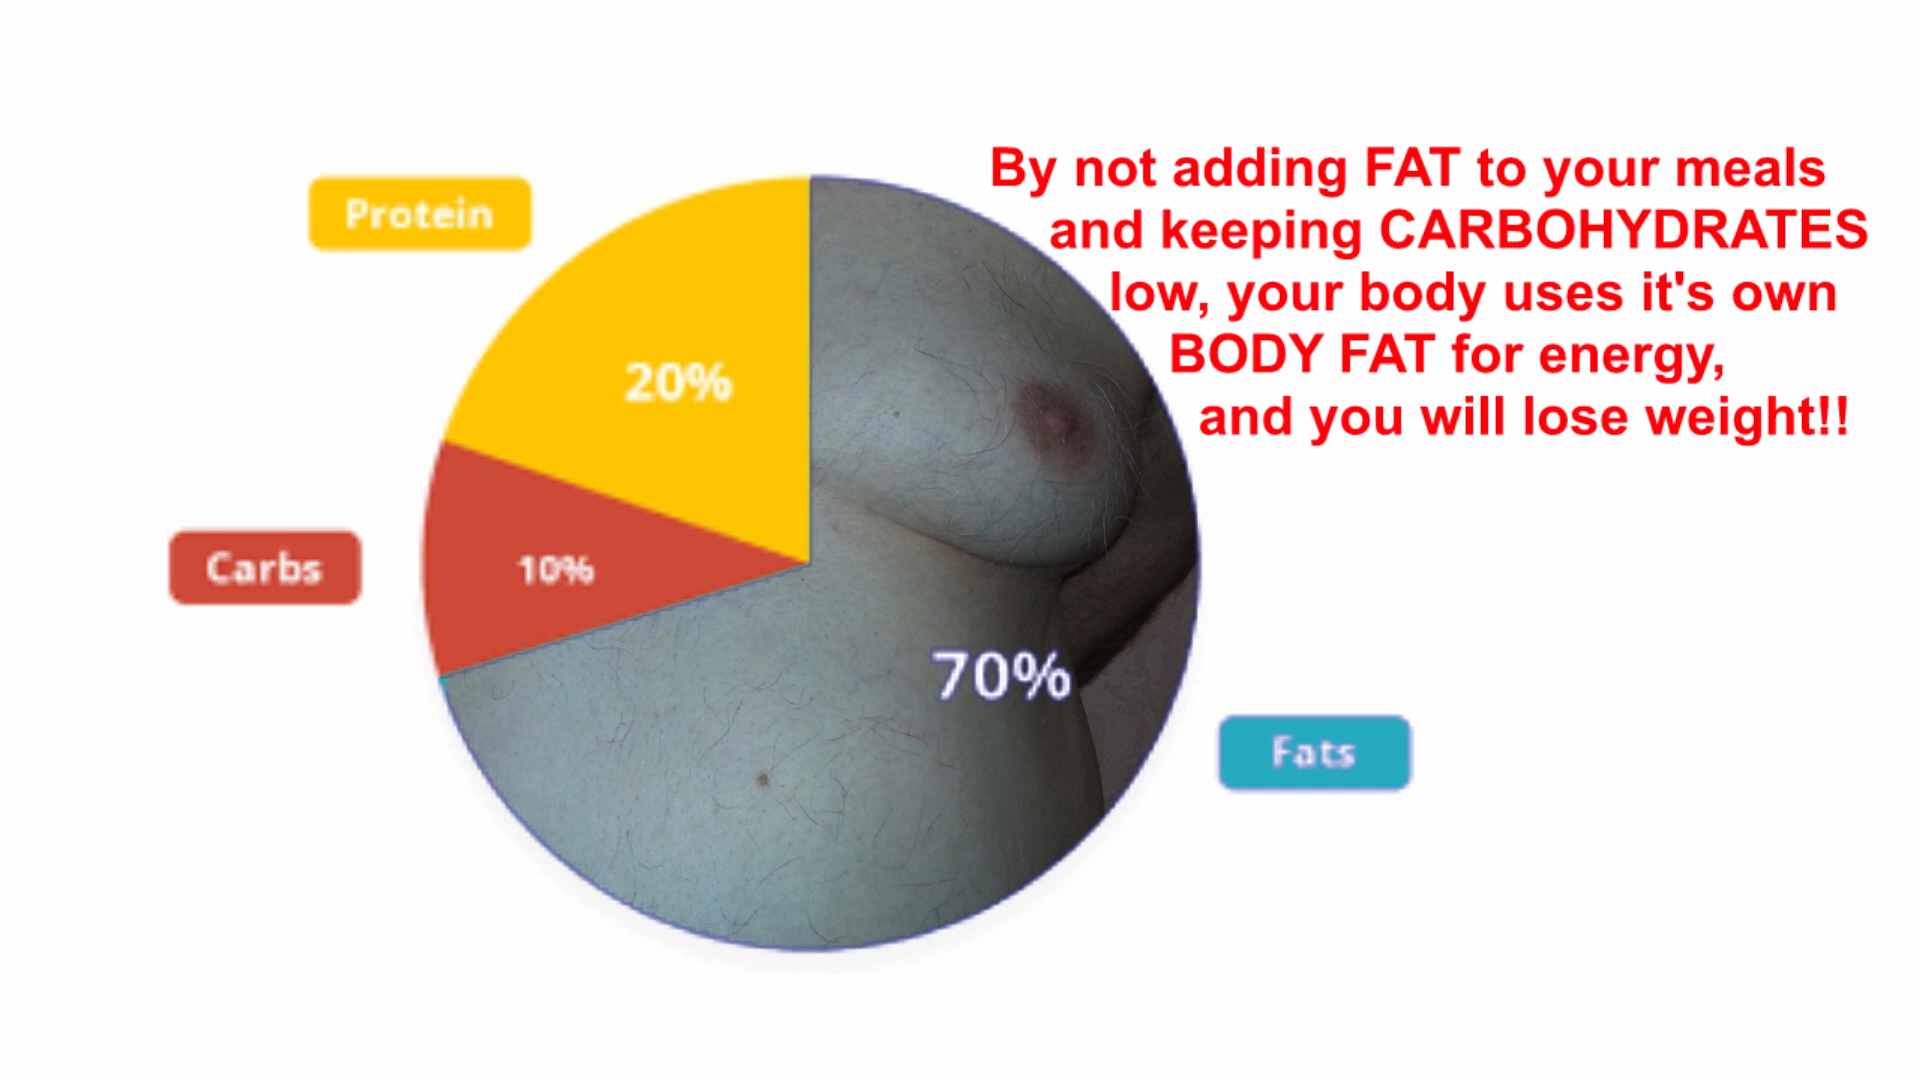 By not adding FAT to your meals
and keeping CARBOHYDRATES
low, your body uses it's own
BODY FAT for energy,
and you will lose weight!!
Protein
20%
Carbs
10%
70%
Fats